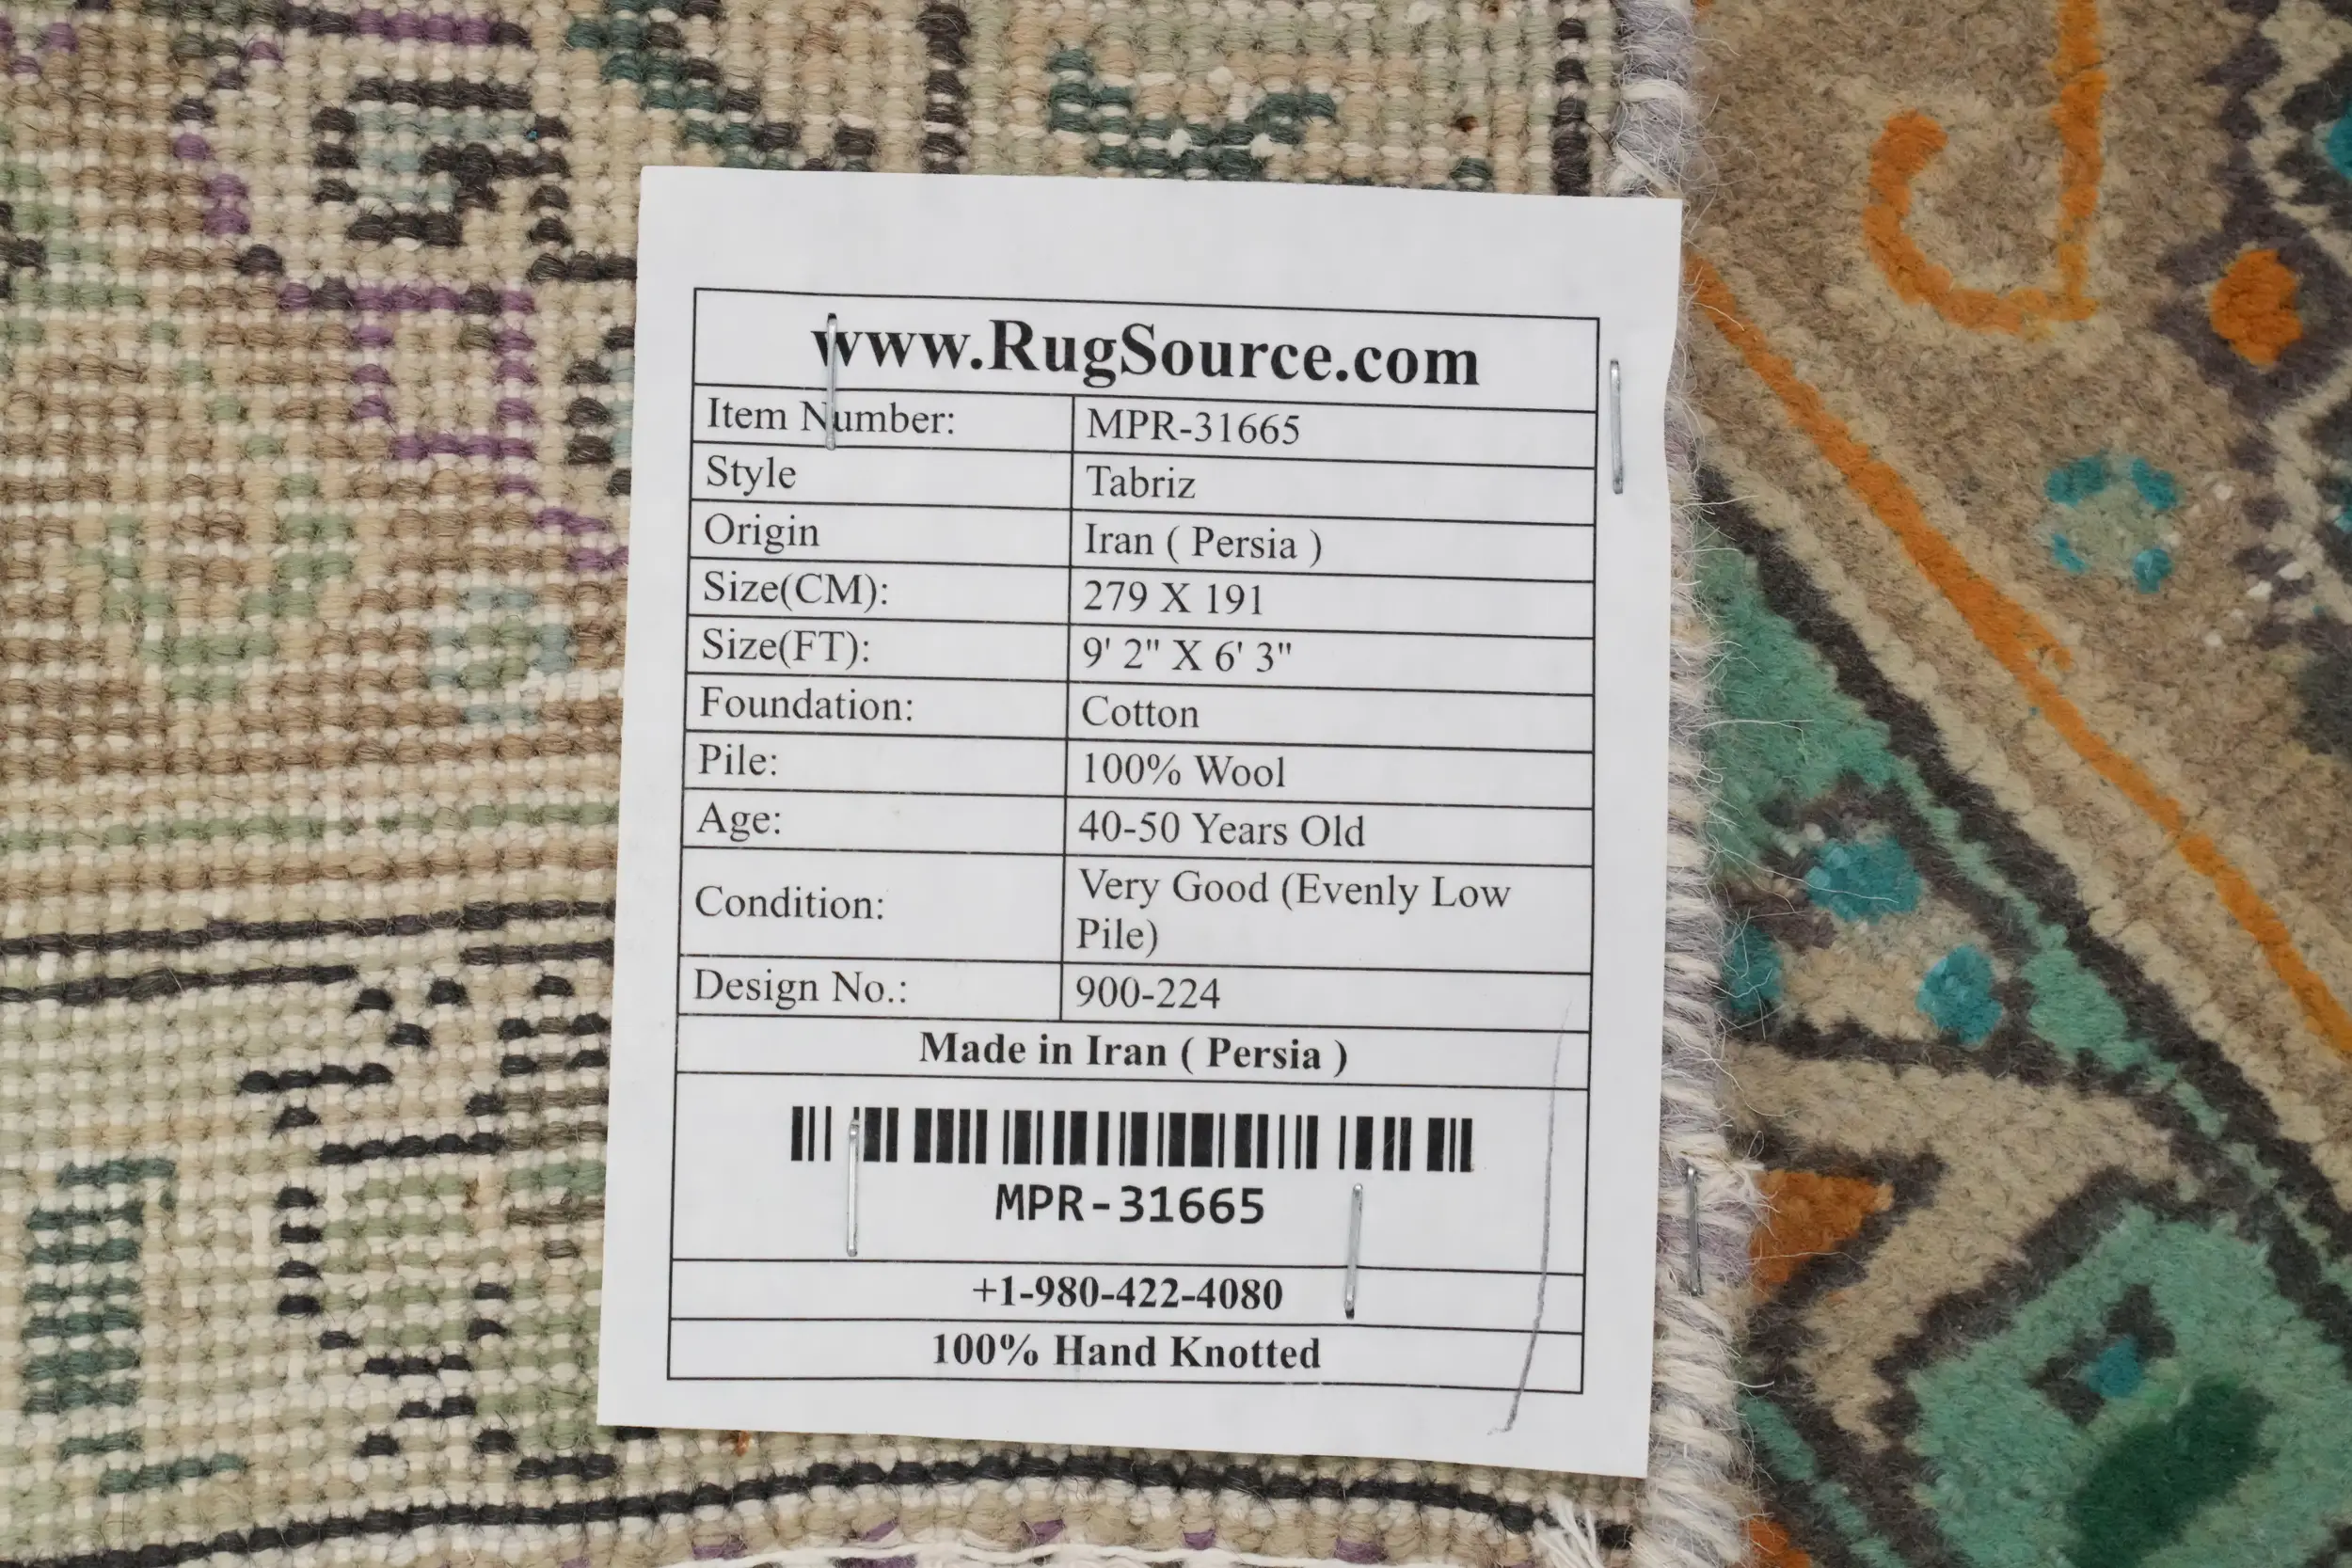 www.RugSource.com
Item Number: MPR-31665
Style Tabriz
Origin Iran ( Persia )
Size(CM): 279 X 191
Size(FT): 9' 2" X 6' 3"
Foundation: Cotton
Pile: 100% Wool
Age: 40-50 Years Old
Condition: Very Good (Evenly Low
Pile)
Design No.: 900-224
Made in Iran ( Persia )
MPR-31665
+1-980-422-4080
100% Hand Knotted